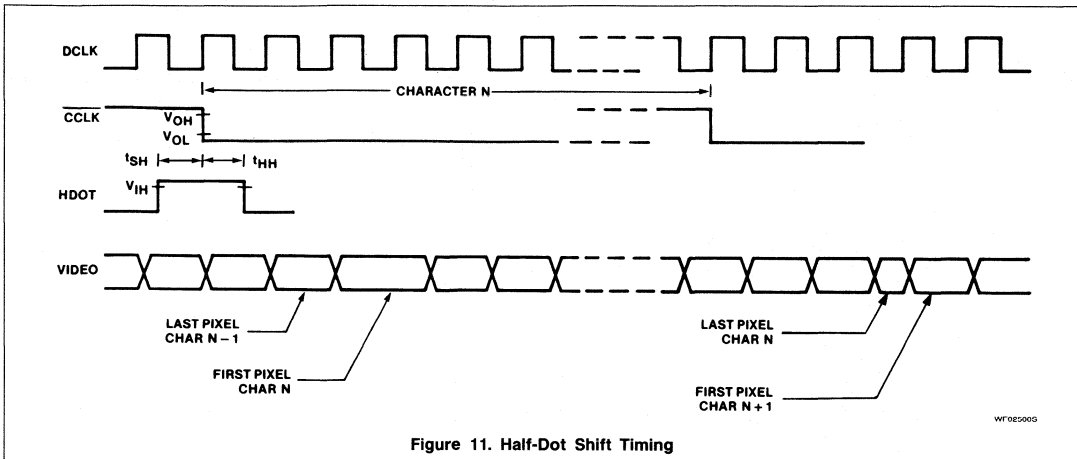 DCLK
CHARACTER N
CCLK
VOH
VOL
tSH
tHH
VIH
HDOT
VIDEO
LAST PIXEL
CHAR N – 1
FIRST PIXEL
CHAR N
LAST PIXEL
CHAR N
FIRST PIXEL
CHAR N + 1
WF02500S
Figure 11. Half-Dot Shift Timing